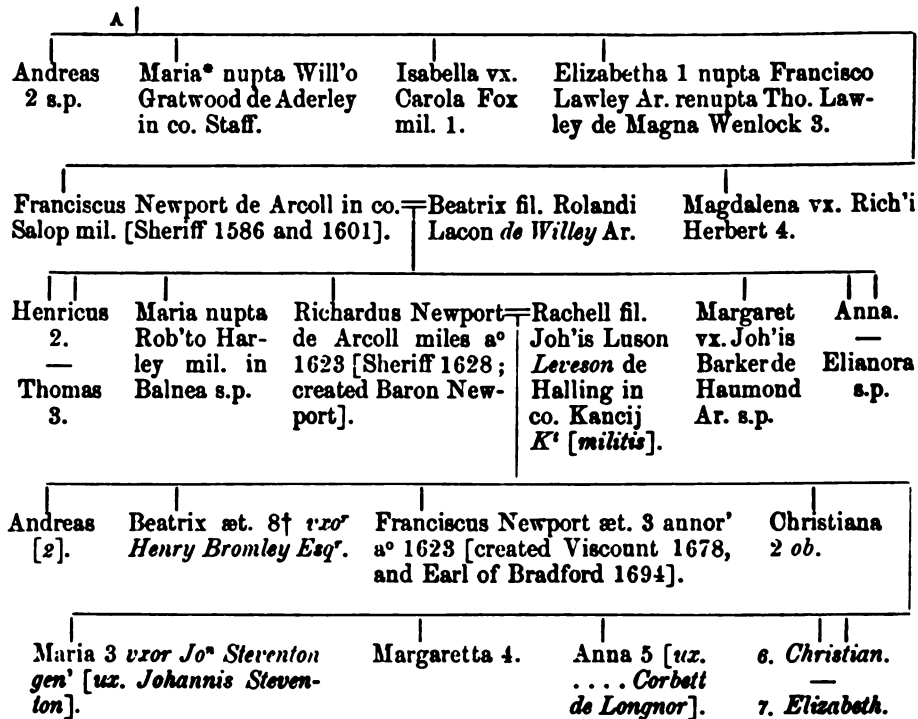 A
Andreas
2 s.p.
Maria* nupta Will'o
Gratwood de Aderley
in co. Staff.
Isabella vx.
Carola Fox
mil. 1.
Elizabetha 1 nupta Francisco
Lawley Ar. renupta Tho. Law-
ley de Magna Wenlock 3.
Franciscus Newport de Arcoll in co.
Salop mil. [Sheriff 1586 and 1601].
Beatrix fil. Rolandi
Lacon de Willey Ar.
Magdalena vx. Rich'i
Herbert 4.
Henricus
2.
—
Thomas
3.
Maria nupta
Rob'to Har-
ley mil. in
Balnea s.p.
Richardus Newport
de Arcoll miles aº
1623 [Sheriff 1628 ;
created Baron New-
port].
Rachell fil.
Joh'is Luson
Leveson de
Halling in
co. Kancij
Kᵗ [militis].
Margaret
vx. Joh'is
Barker de
Haumond
Ar. s.p.
Anna.
—
Elianora
s.p.
Andreas
[2].
Beatrix æt. 8† vxoʳ
Henry Bromley Esqʳ.
Franciscus Newport æt. 3 annor'
aº 1623 [created Viscount 1678,
and Earl of Bradford 1694].
Christiana
2 ob.
Maria 3 vxor Joⁿ Steventon
gen' [ux. Johannis Steven-
ton].
Margaretta 4.
Anna 5 [ux.
.... Corbett
de Longnor].
6. Christian.
—
7. Elizabeth.